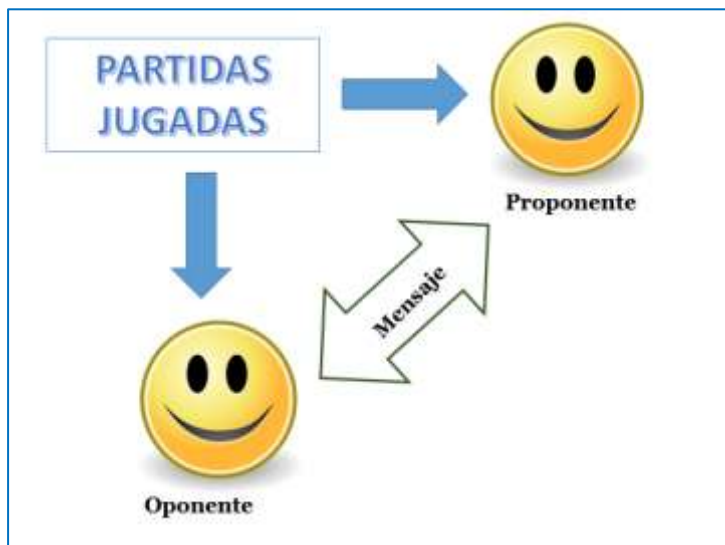 PARTIDAS
JUGADAS
Proponente
Mensaje
Oponente